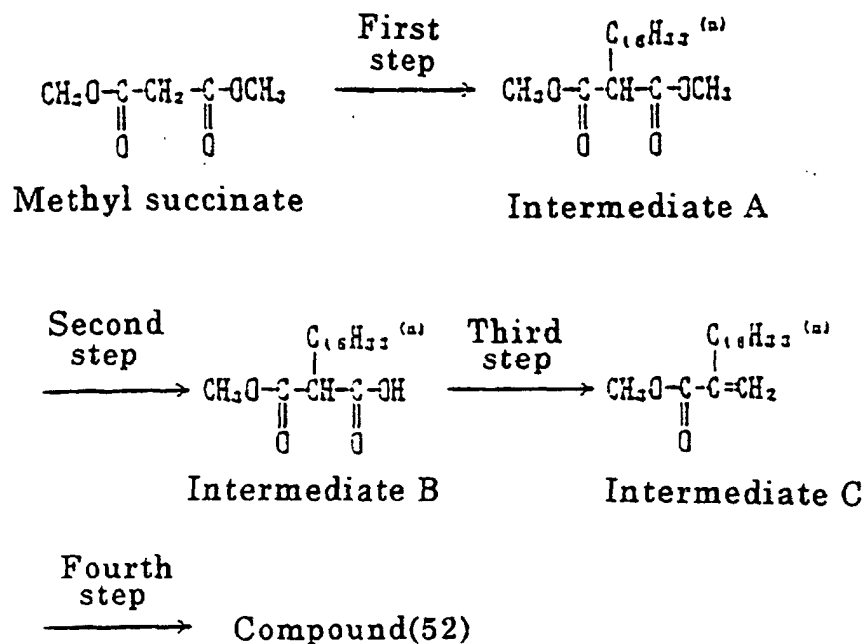 First
step
C₁₆H₃₃ (n)
CH₃O-C-CH₂-C-OCH₃
CH₃O-C-CH-C-OCH₃
O O
O O
Methyl succinate
Intermediate A
Second
step
C₁₆H₃₃ (n)
Third
step
C₁₆H₃₃ (n)
CH₃O-C-CH-C-OH
CH₃O-C-C=CH₂
O O
O
Intermediate B
Intermediate C
Fourth
step
Compound(52)